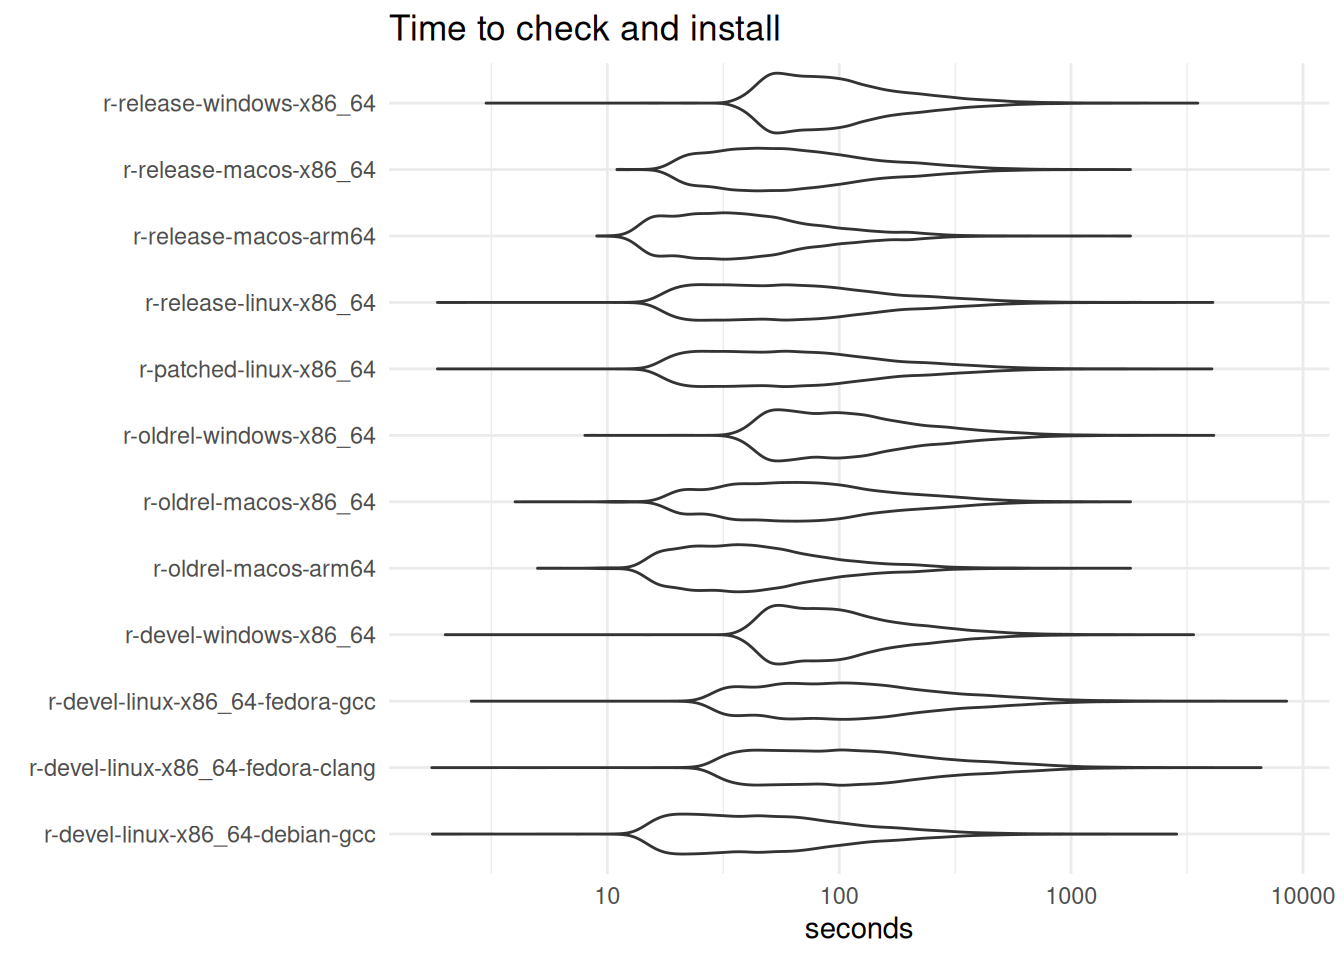 Time to check and install
r-release-windows-x86_64
r-release-macos-x86_64
r-release-macos-arm64
r-release-linux-x86_64
r-patched-linux-x86_64
r-oldrel-windows-x86_64
r-oldrel-macos-x86_64
r-oldrel-macos-arm64
r-devel-windows-x86_64
r-devel-linux-x86_64-fedora-gcc
r-devel-linux-x86_64-fedora-clang
r-devel-linux-x86_64-debian-gcc
10 100 1000 10000
seconds